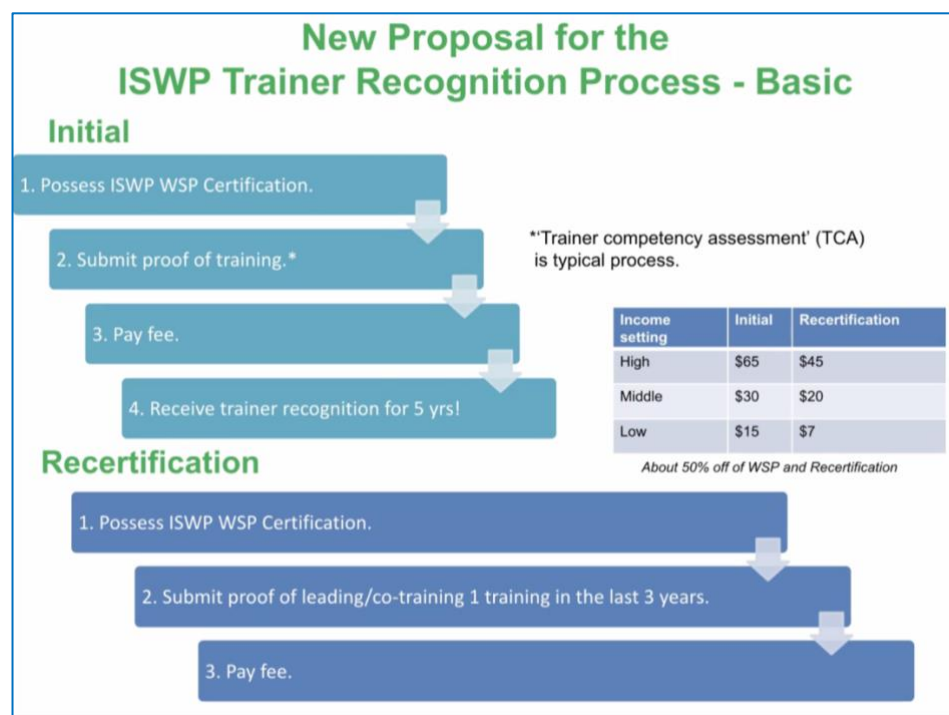 New Proposal for the
ISWP Trainer Recognition Process - Basic
Initial
1. Possess ISWP WSP Certification.
2. Submit proof of training.*
3. Pay fee.
4. Receive trainer recognition for 5 yrs!
*‘Trainer competency assessment’ (TCA)
is typical process.
Income setting Initial Recertification
High $65 $45
Middle $30 $20
Low $15 $7
About 50% off of WSP and Recertification
Recertification
1. Possess ISWP WSP Certification.
2. Submit proof of leading/co-training 1 training in the last 3 years.
3. Pay fee.